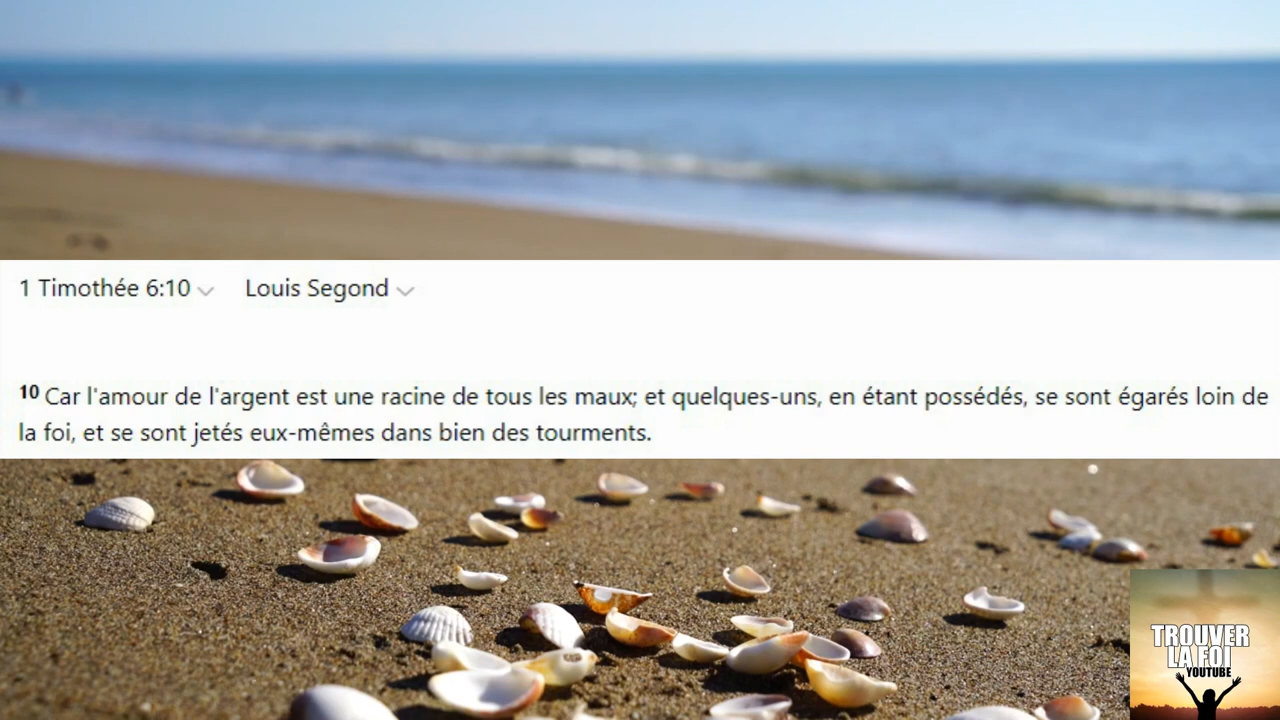 1 Timothée 6:10 Louis Segond
10 Car l'amour de l'argent est une racine de tous les maux; et quelques-uns, en étant possédés, se sont égarés loin de
la foi, et se sont jetés eux-mêmes dans bien des tourments.
TROUVER
LA FOI
YOUTUBE